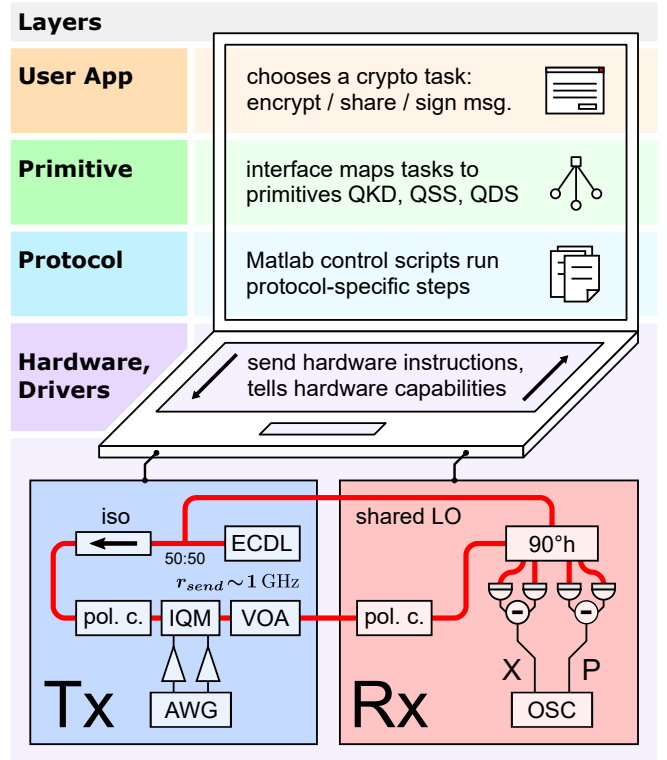 Layers
User App
chooses a crypto task:
encrypt / share / sign msg.
Primitive
interface maps tasks to
primitives QKD, QSS, QDS
Protocol
Matlab control scripts run
protocol-specific steps
Hardware,
Drivers
send hardware instructions,
tells hardware capabilities
iso
shared LO
50:50
ECDL
90°h
r_send ~ 1 GHz
pol. c.
IQM
VOA
pol. c.
−
−
X
P
Tx
AWG
Rx
OSC